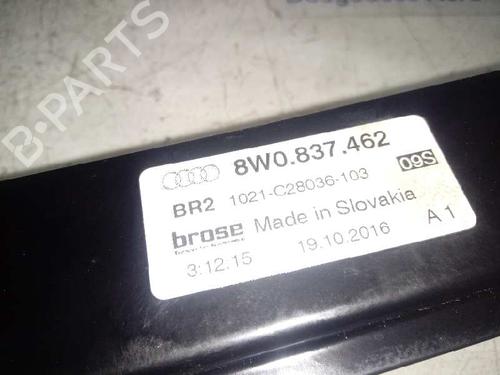 8W0.837.462
09S
BR2 1021-C28036-103
brose Made in Slovakia
3:12.15 19.10.2016 A1
B-PARTS